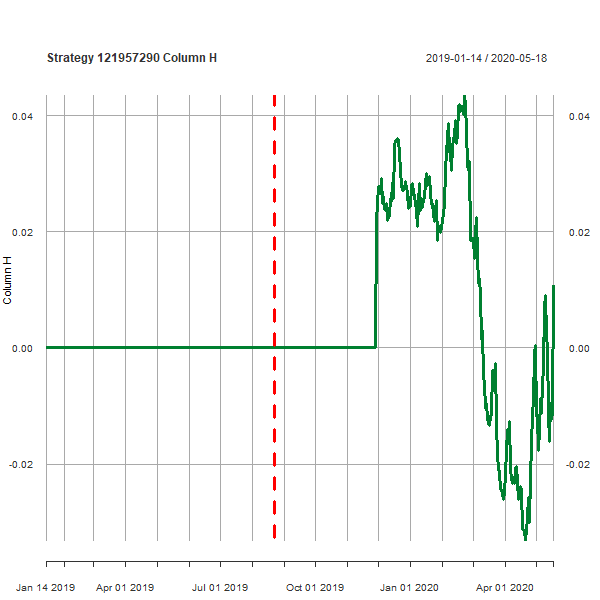 Strategy 121957290 Column H
2019-01-14 / 2020-05-18
0.04
0.04
0.02
0.02
0.00
0.00
-0.02
-0.02
Column H
Jan 14 2019
Apr 01 2019
Jul 01 2019
Oct 01 2019
Jan 01 2020
Apr 01 2020